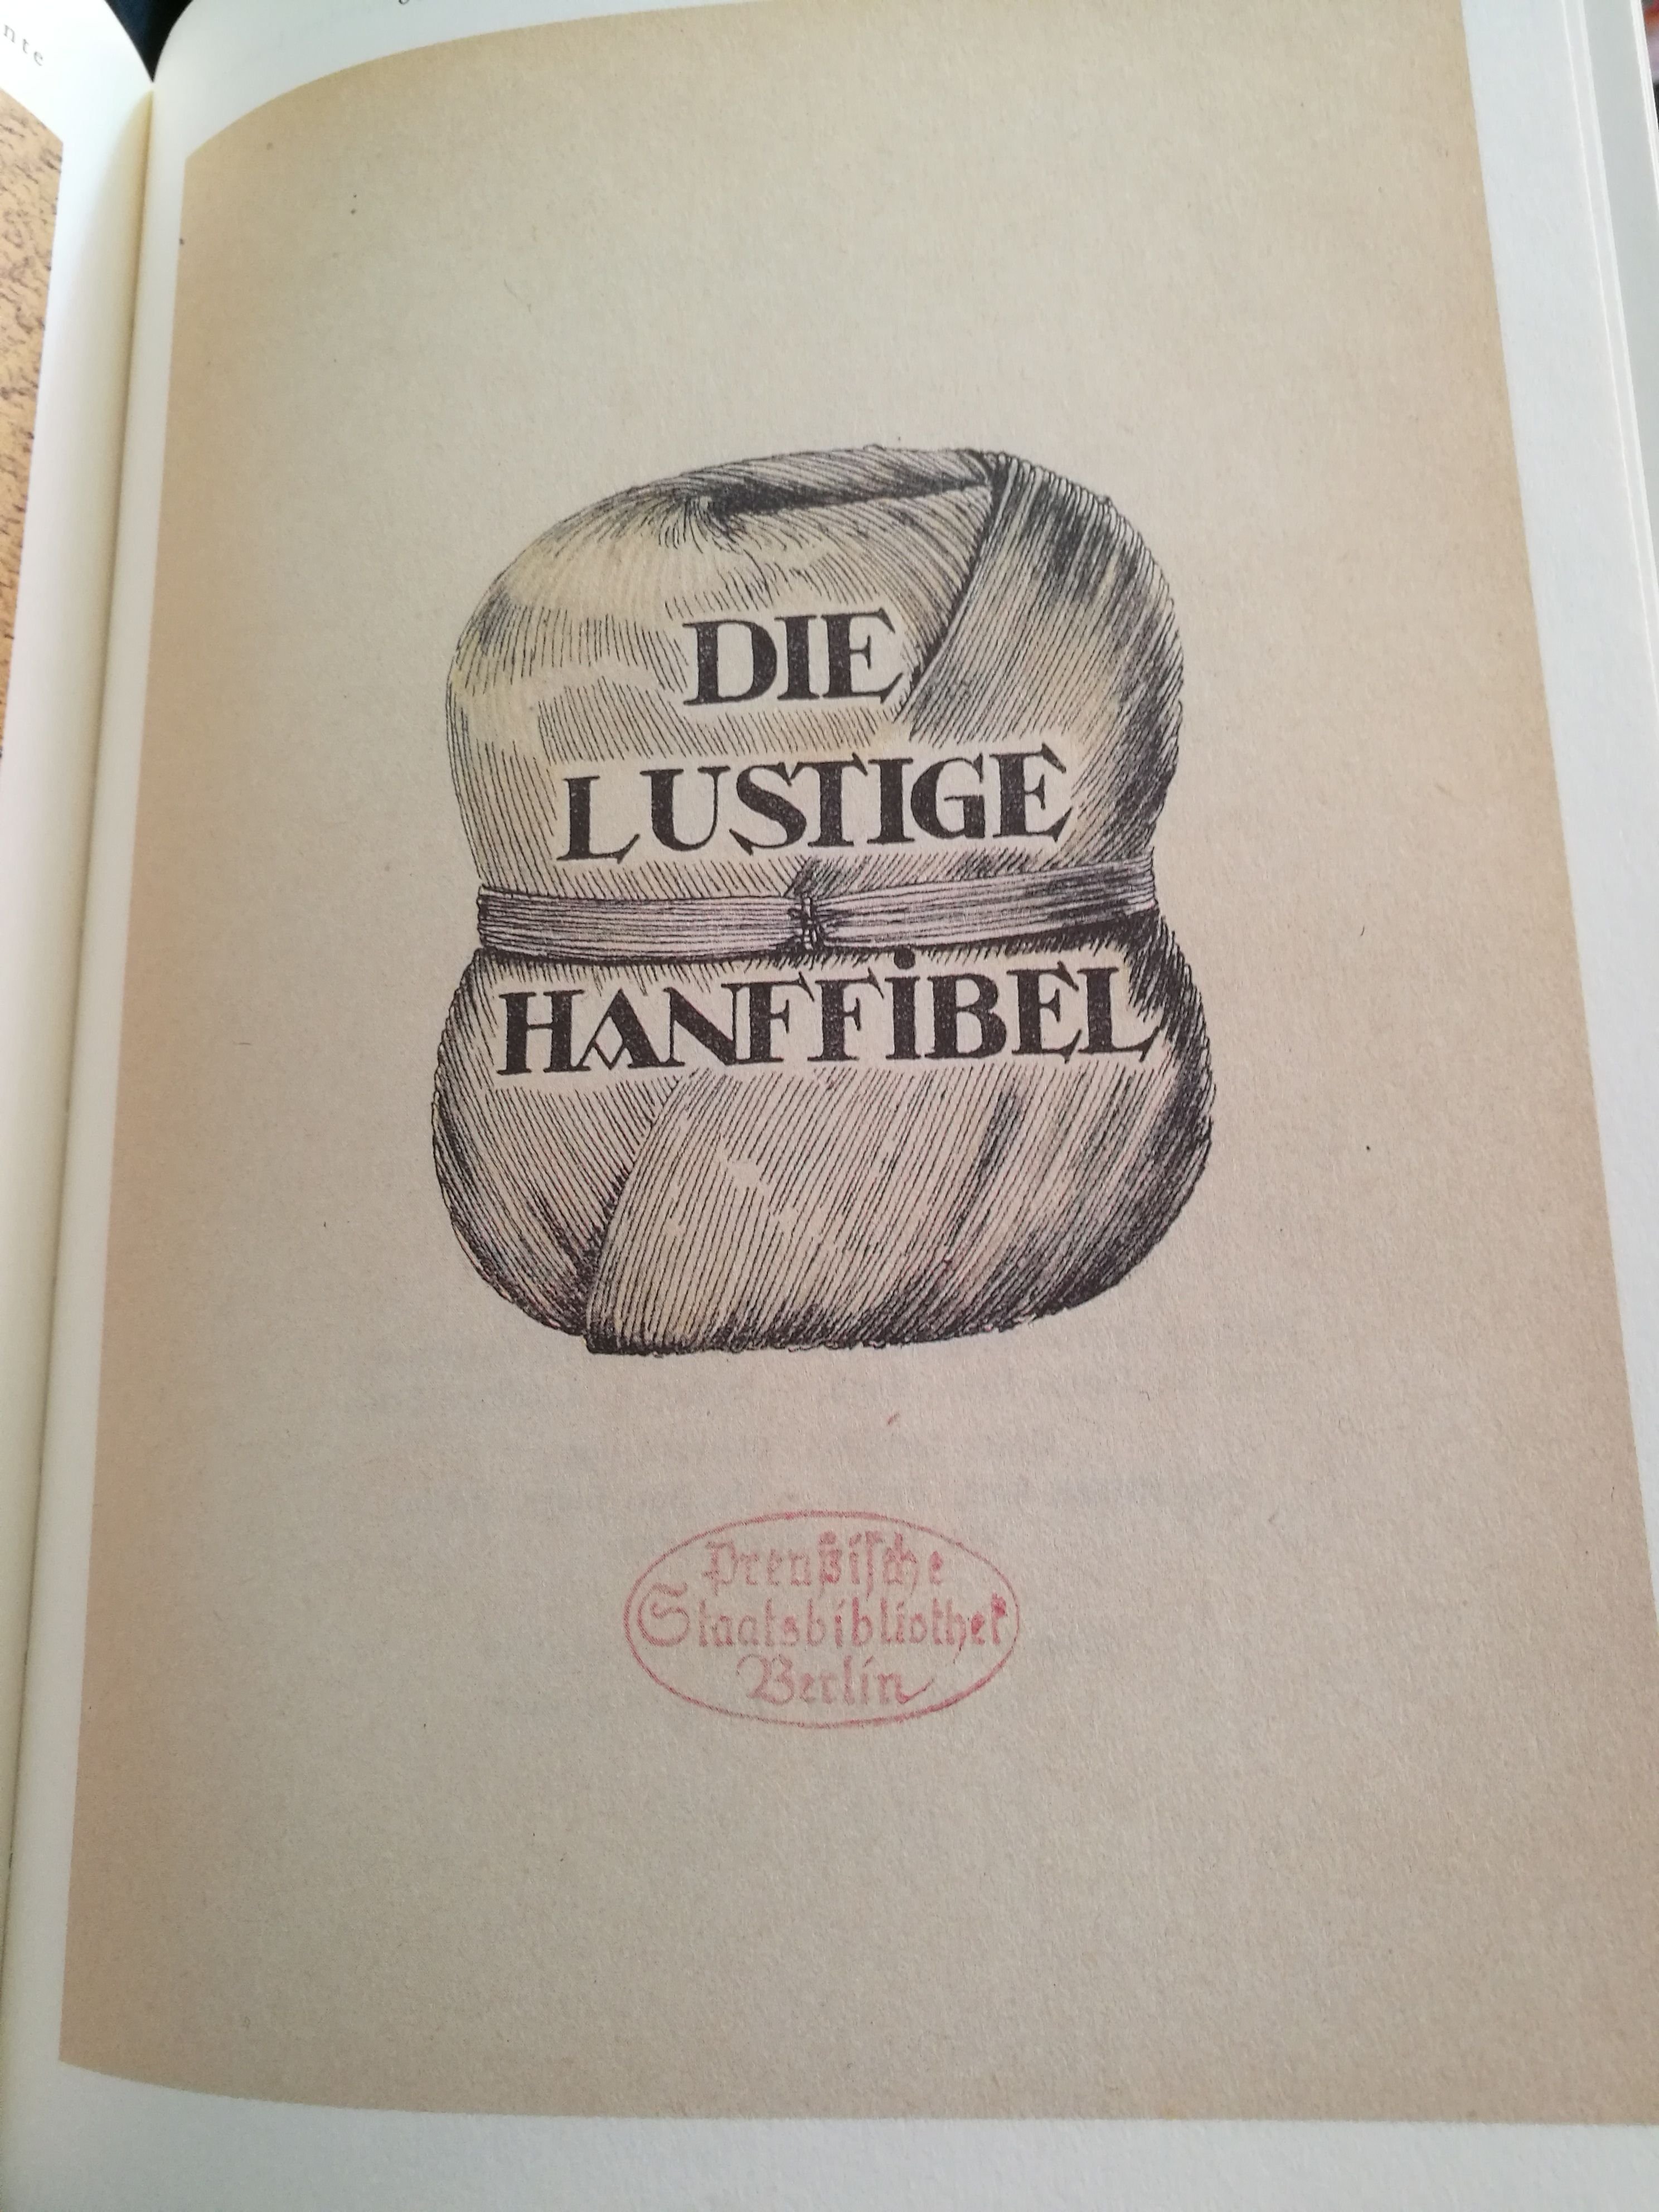 DIE
LUSTIGE
HANFFiBEL
Preußische
Staatsbibliothek
Berlin